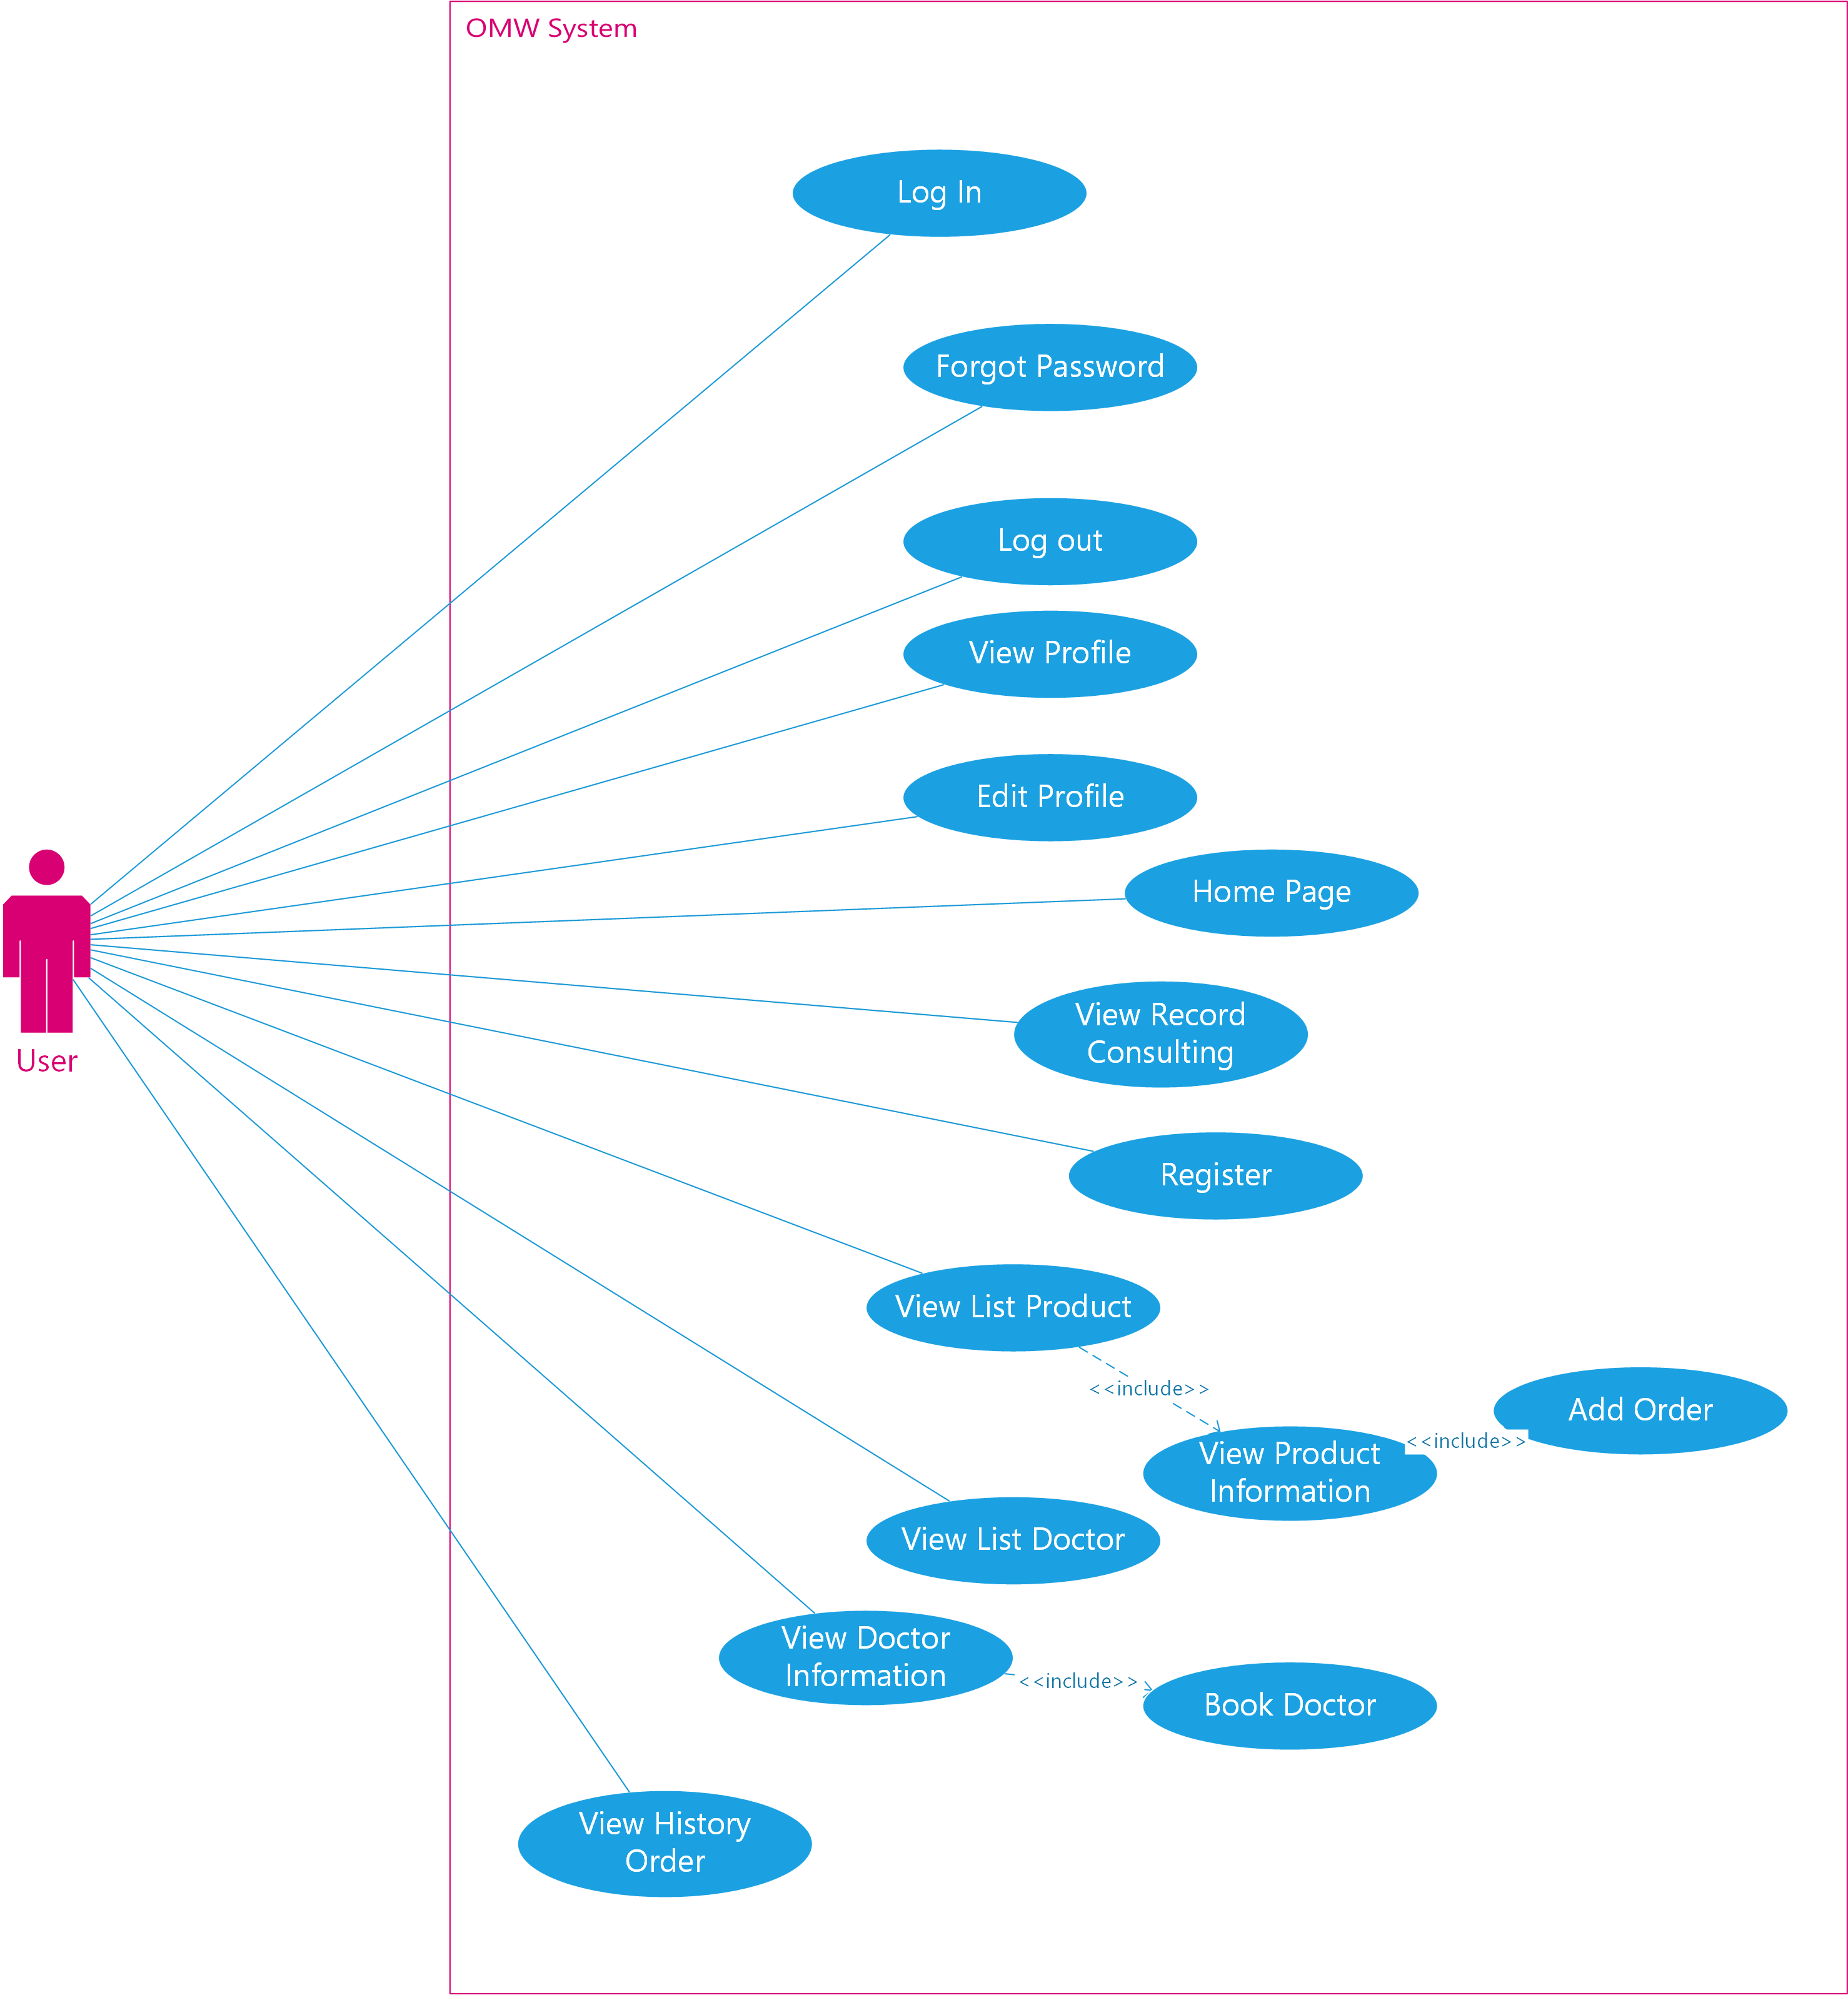 OMW System
Log In
Forgot Password
Log out
View Profile
Edit Profile
Home Page
View Record
Consulting
User
Register
View List Product
<<include>>
Add Order
<<include>>
View Product
Information
View List Doctor
View Doctor
Information
<<include>>
Book Doctor
View History
Order